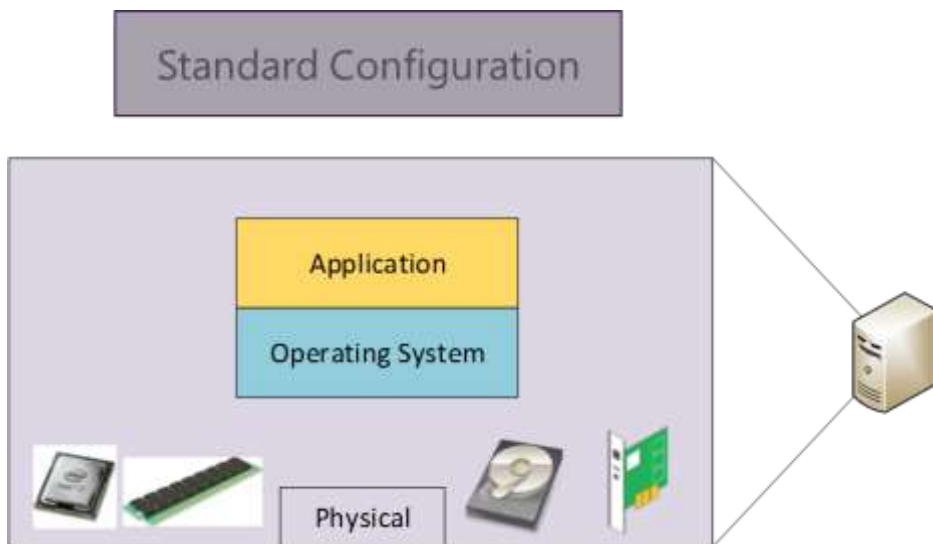 Standard Configuration
Application
Operating System
Physical